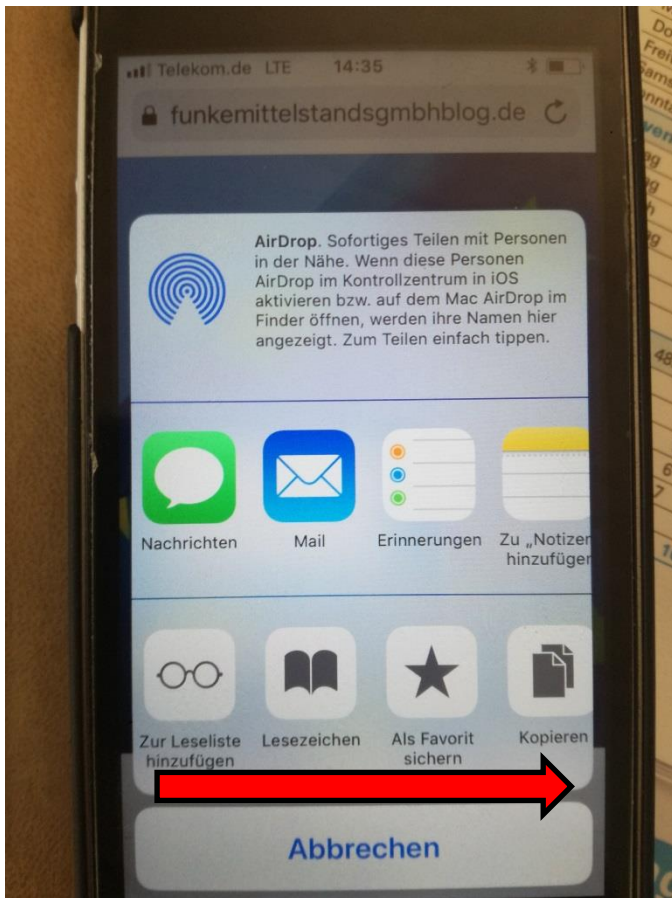 Telekom.de LTE 14:35
funkemittelstandsgmbhblog.de
AirDrop. Sofortiges Teilen mit Personen
in der Nähe. Wenn diese Personen
AirDrop im Kontrollzentrum in iOS
aktivieren bzw. auf dem Mac AirDrop im
Finder öffnen, werden ihre Namen hier
angezeigt. Zum Teilen einfach tippen.
Nachrichten
Mail
Erinnerungen
Zu „Notizen
hinzufügen
Zur Leseliste
hinzufügen
Lesezeichen
Als Favorit
sichern
Kopieren
Abbrechen